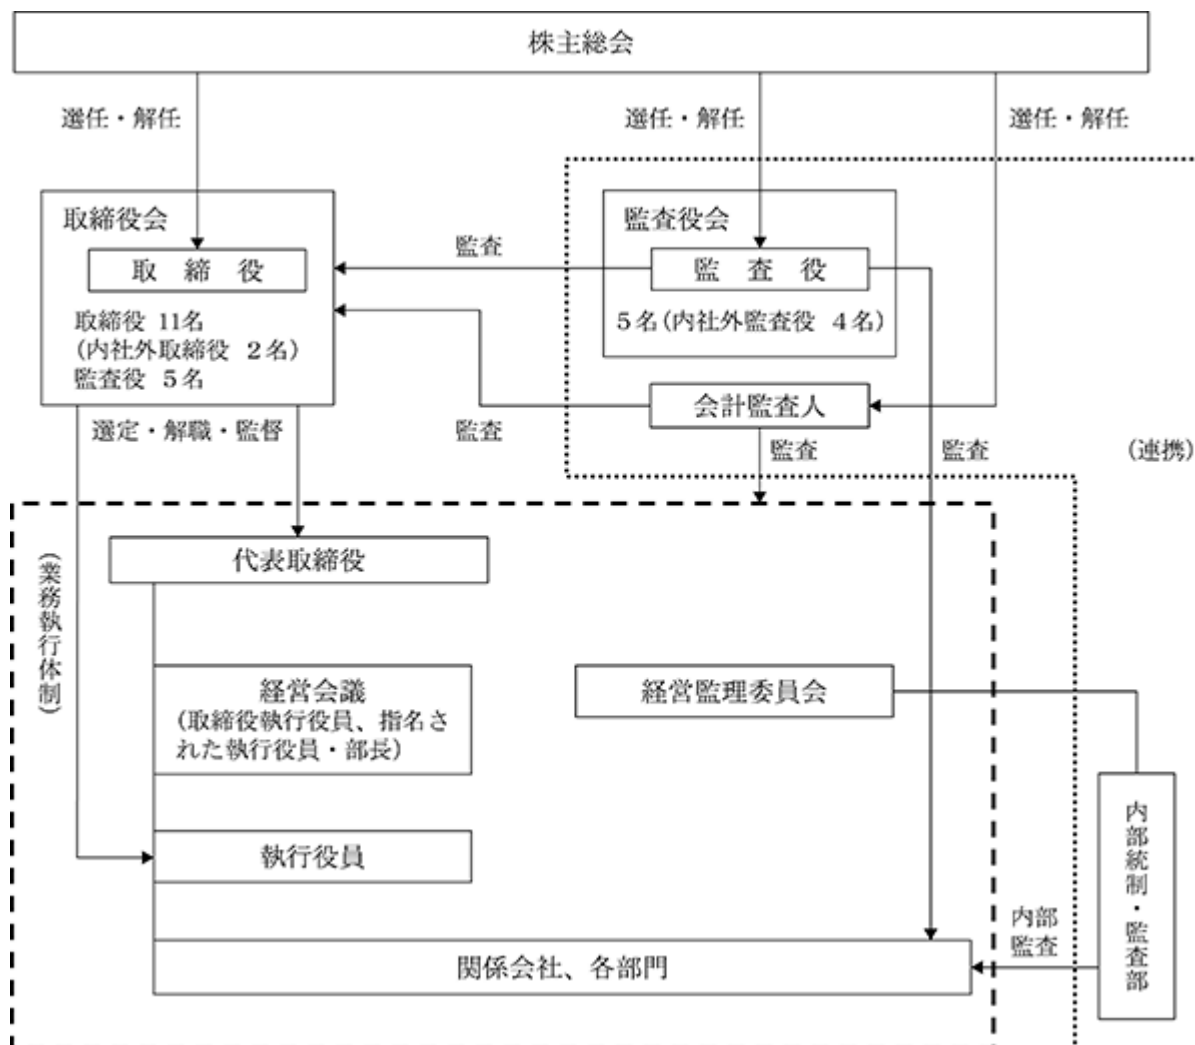 株主総会
選任・解任
選任・解任
選任・解任
取締役会
取締役
取締役 11名
(内社外取締役 2名)
監査役 5名
監査
監査役会
監査役
5名(内社外監査役 4名)
会計監査人
選定・解職・監督
監査
監査
監査
(連携)
代表取締役
(業務執行体制)
経営会議
(取締役執行役員、指名さ
れた執行役員・部長)
経営監理委員会
執行役員
内部統制・監査部
内部
監査
関係会社、各部門